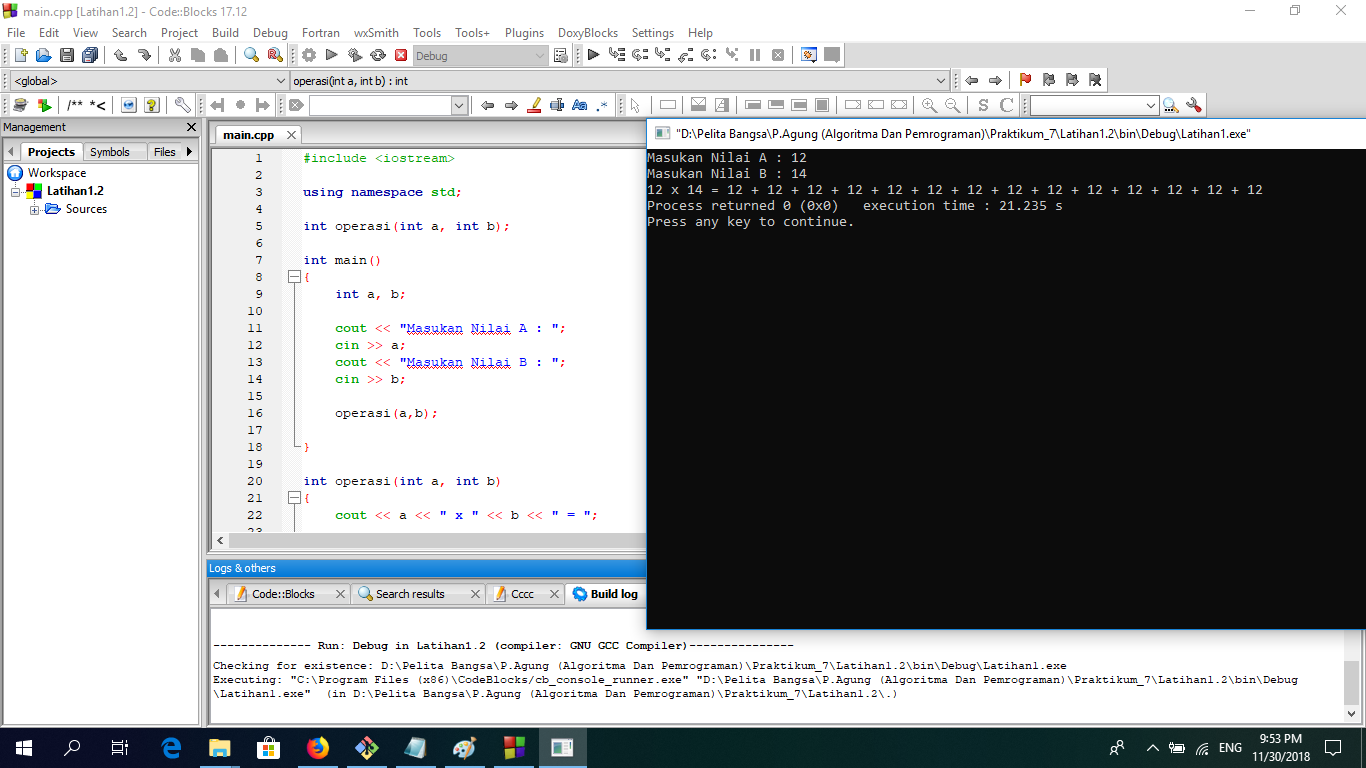 main.cpp [Latihan1.2] - Code::Blocks 17.12
File Edit View Search Project Build Debug Fortran wxSmith Tools Tools+ Plugins DoxyBlocks Settings Help
Debug
<global> operasi(int a, int b) : int
/** *<
Aa .*
S C
Management
Projects Symbols Files
Workspace
Latihan1.2
Sources
main.cpp
1 #include <iostream>
2
3 using namespace std;
4
5 int operasi(int a, int b);
6
7 int main()
8 {
9 int a, b;
10
11 cout << "Masukan Nilai A : ";
12 cin >> a;
13 cout << "Masukan Nilai B : ";
14 cin >> b;
15
16 operasi(a,b);
17
18 }
19
20 int operasi(int a, int b)
21 {
22 cout << a << " x " << b << " = ";
"D:\Pelita Bangsa\P.Agung (Algoritma Dan Pemrograman)\Praktikum_7\Latihan1.2\bin\Debug\Latihan1.exe"
Masukan Nilai A : 12
Masukan Nilai B : 14
12 x 14 = 12 + 12 + 12 + 12 + 12 + 12 + 12 + 12 + 12 + 12 + 12 + 12 + 12 + 12
Process returned 0 (0x0)   execution time : 21.235 s
Press any key to continue.
Logs & others
Code::Blocks Search results Cccc Build log
-------------- Run: Debug in Latihan1.2 (compiler: GNU GCC Compiler)---------------
Checking for existence: D:\Pelita Bangsa\P.Agung (Algoritma Dan Pemrograman)\Praktikum_7\Latihan1.2\bin\Debug\Latihan1.exe
Executing: "C:\Program Files (x86)\CodeBlocks/cb_console_runner.exe" "D:\Pelita Bangsa\P.Agung (Algoritma Dan Pemrograman)\Praktikum_7\Latihan1.2\bin\Debug
\Latihan1.exe"  (in D:\Pelita Bangsa\P.Agung (Algoritma Dan Pemrograman)\Praktikum_7\Latihan1.2\.)
ENG
9:53 PM
11/30/2018